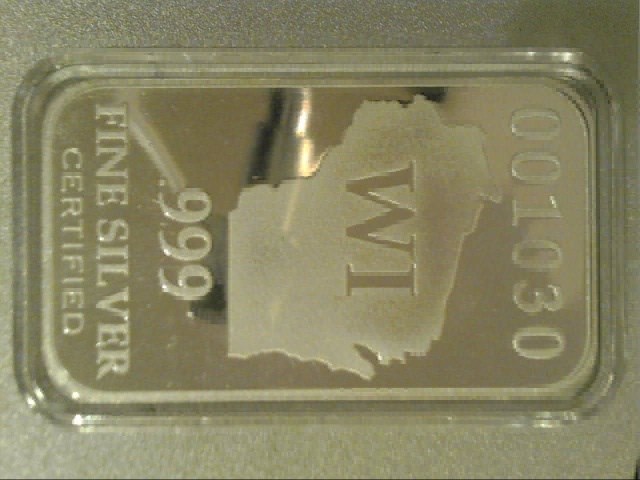 001030
WI
.999
FINE SILVER
CERTIFIED